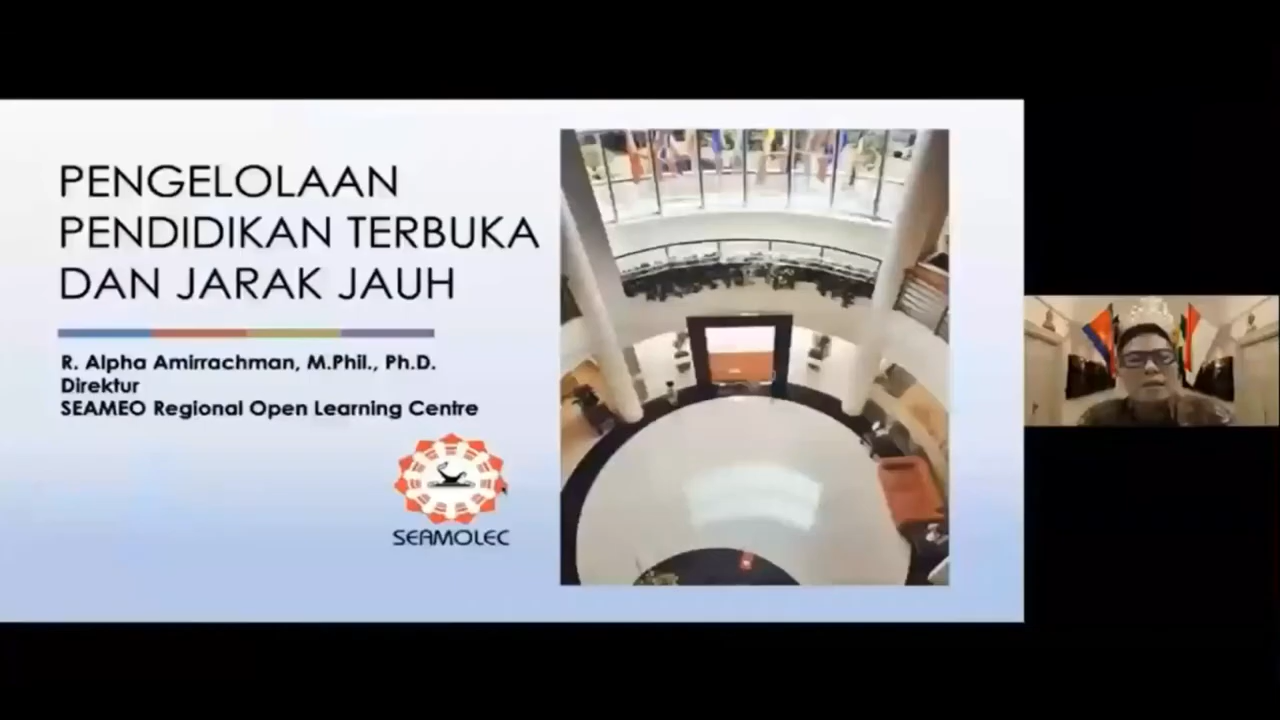 PENGELOLAAN
PENDIDIKAN TERBUKA
DAN JARAK JAUH
R. Alpha Amirrachman, M.Phil., Ph.D.
Direktur
SEAMEO Regional Open Learning Centre
SEAMOLEC